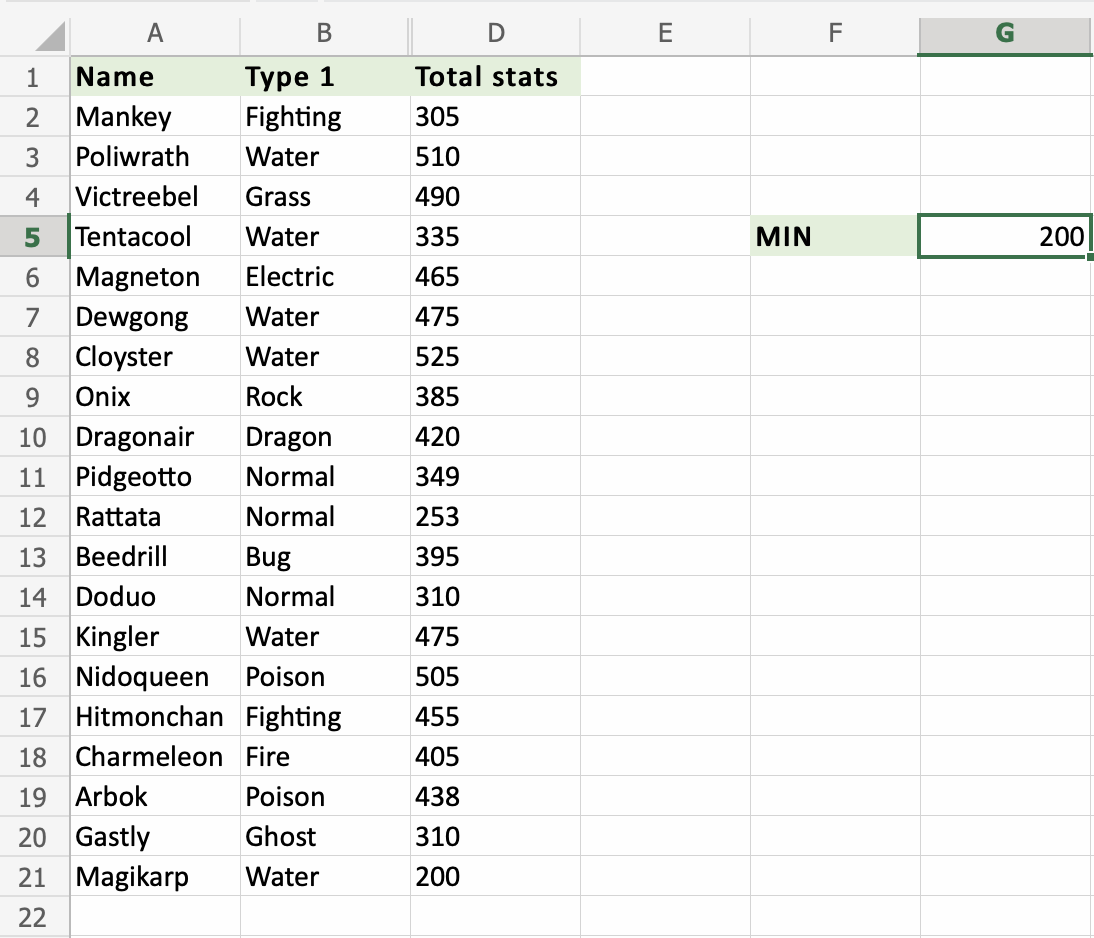 A B D E F G
1 Name Type 1 Total stats
2 Mankey Fighting 305
3 Poliwrath Water 510
4 Victreebel Grass 490
5 Tentacool Water 335 MIN 200
6 Magneton Electric 465
7 Dewgong Water 475
8 Cloyster Water 525
9 Onix Rock 385
10 Dragonair Dragon 420
11 Pidgeotto Normal 349
12 Rattata Normal 253
13 Beedrill Bug 395
14 Doduo Normal 310
15 Kingler Water 475
16 Nidoqueen Poison 505
17 Hitmonchan Fighting 455
18 Charmeleon Fire 405
19 Arbok Poison 438
20 Gastly Ghost 310
21 Magikarp Water 200
22